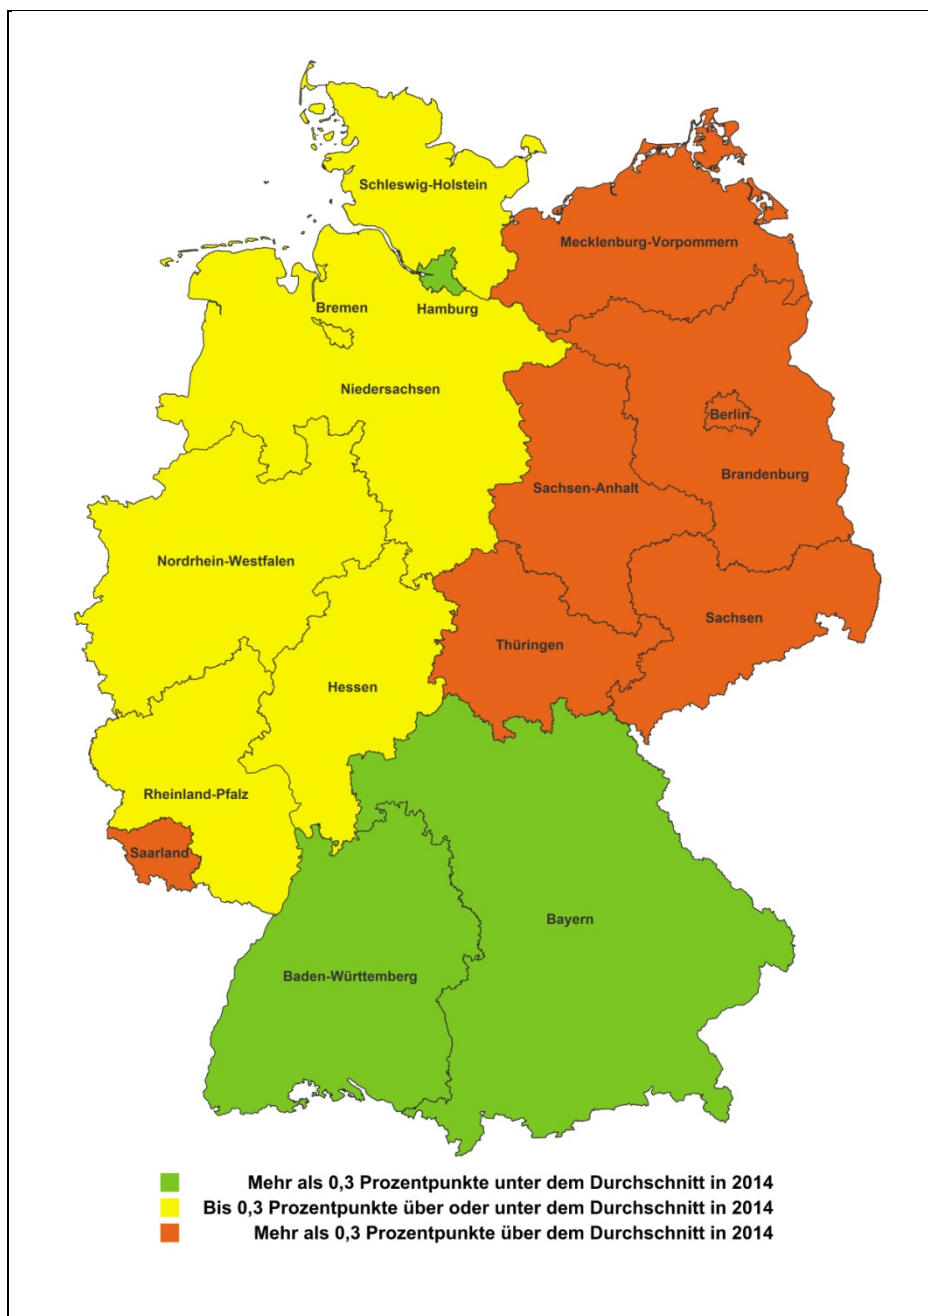 Schleswig-Holstein
Mecklenburg-Vorpommern
Bremen
Hamburg
Niedersachsen
Berlin
Brandenburg
Sachsen-Anhalt
Nordrhein-Westfalen
Sachsen
Thüringen
Hessen
Rheinland-Pfalz
Saarland
Bayern
Baden-Württemberg
Mehr als 0,3 Prozentpunkte unter dem Durchschnitt in 2014
Bis 0,3 Prozentpunkte über oder unter dem Durchschnitt in 2014
Mehr als 0,3 Prozentpunkte über dem Durchschnitt in 2014